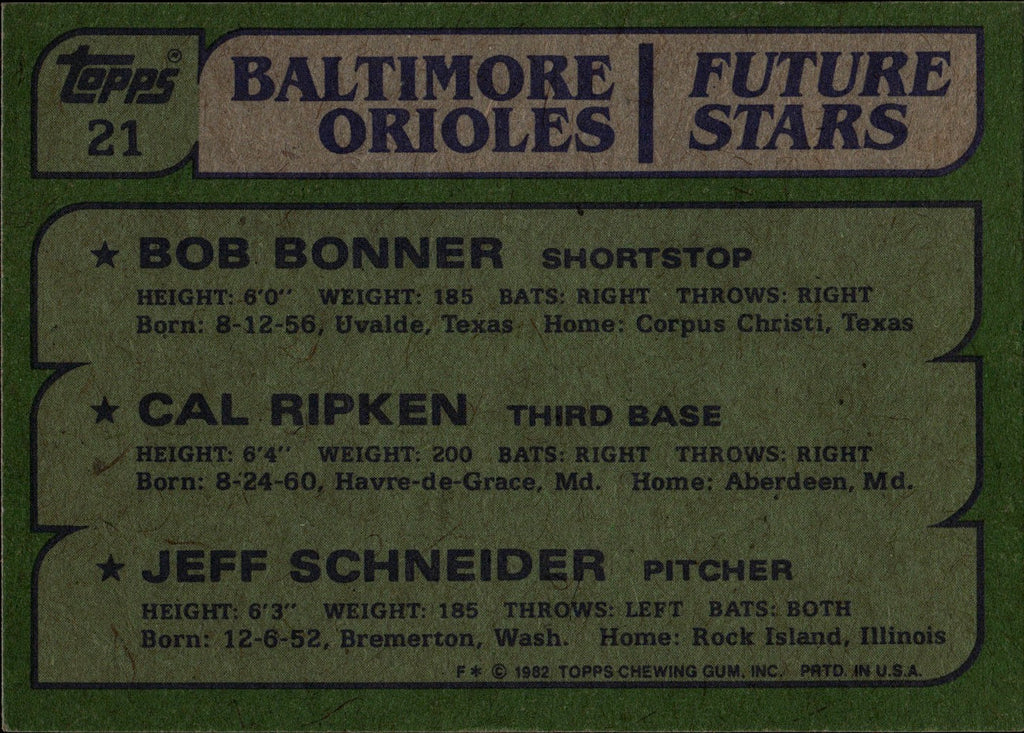 Topps®
21
BALTIMORE
ORIOLES
FUTURE
STARS
★ BOB BONNER SHORTSTOP
HEIGHT: 6'0" WEIGHT: 185 BATS: RIGHT THROWS: RIGHT
Born: 8-12-56, Uvalde, Texas Home: Corpus Christi, Texas
★ CAL RIPKEN THIRD BASE
HEIGHT: 6'4" WEIGHT: 200 BATS: RIGHT THROWS: RIGHT
Born: 8-24-60, Havre-de-Grace, Md. Home: Aberdeen, Md.
★ JEFF SCHNEIDER PITCHER
HEIGHT: 6'3" WEIGHT: 185 THROWS: LEFT BATS: BOTH
Born: 12-6-52, Bremerton, Wash. Home: Rock Island, Illinois
F* © 1982 TOPPS CHEWING GUM, INC. PRTD. IN U.S.A.